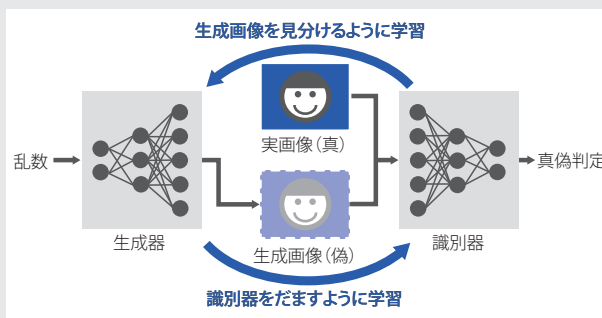 生成画像を見分けるように学習
乱数
実画像(真)
真偽判定
生成器
生成画像(偽)
識別器
識別器をだますように学習